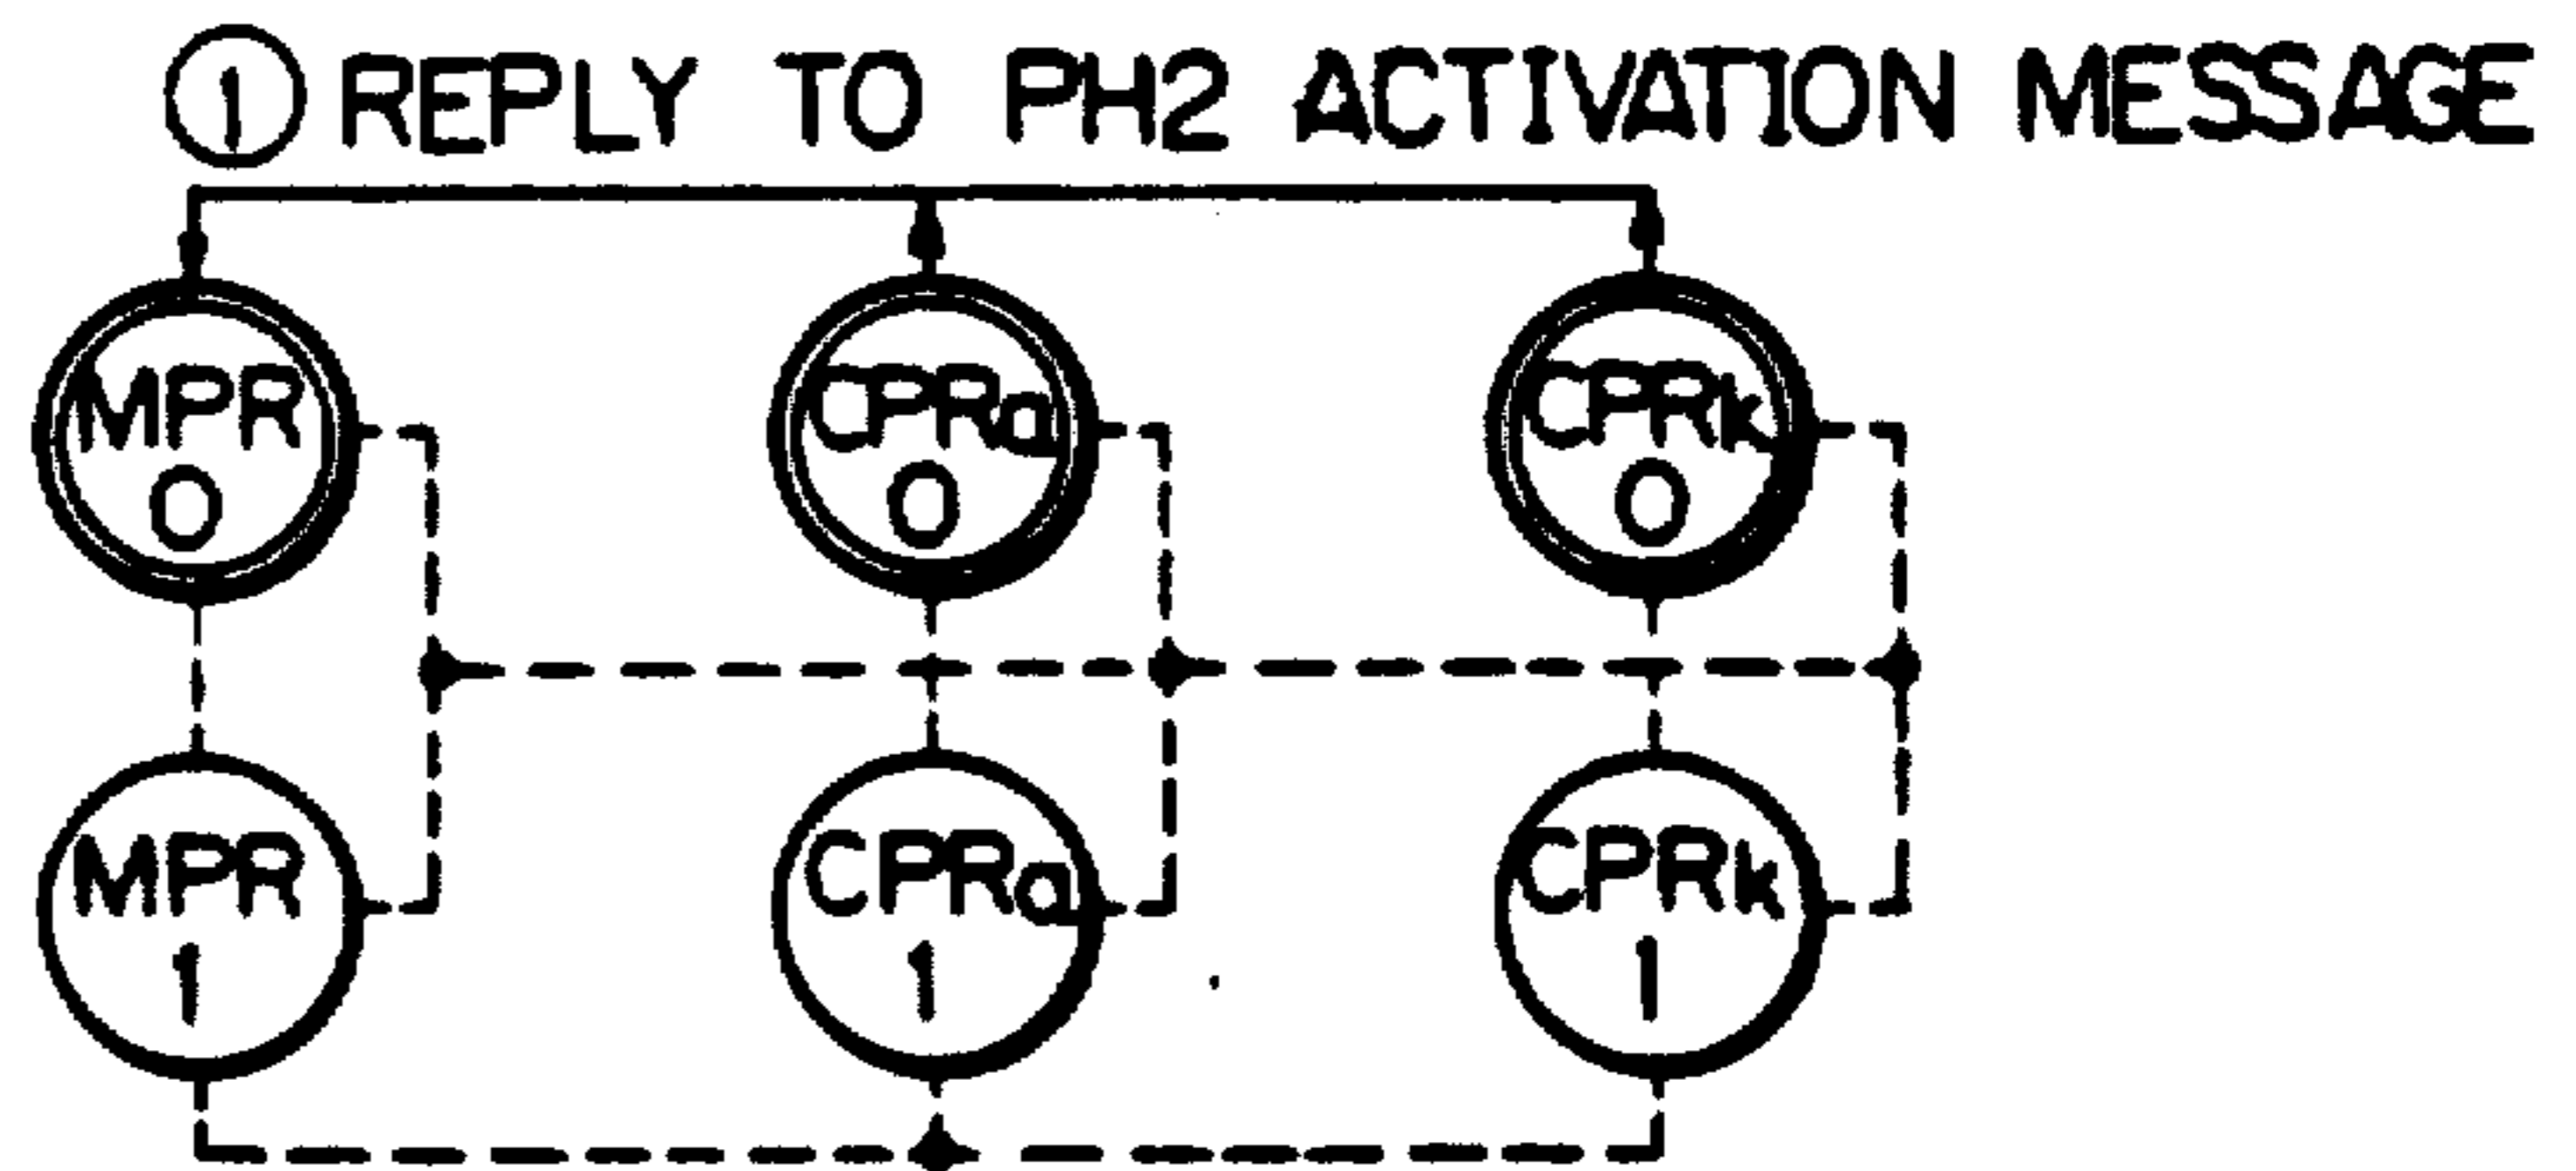 1 REPLY TO PH2 ACTIVATION MESSAGE
MPR
0
CPRa
0
CPRk
0
MPR
1
CPRa
1
CPRk
1